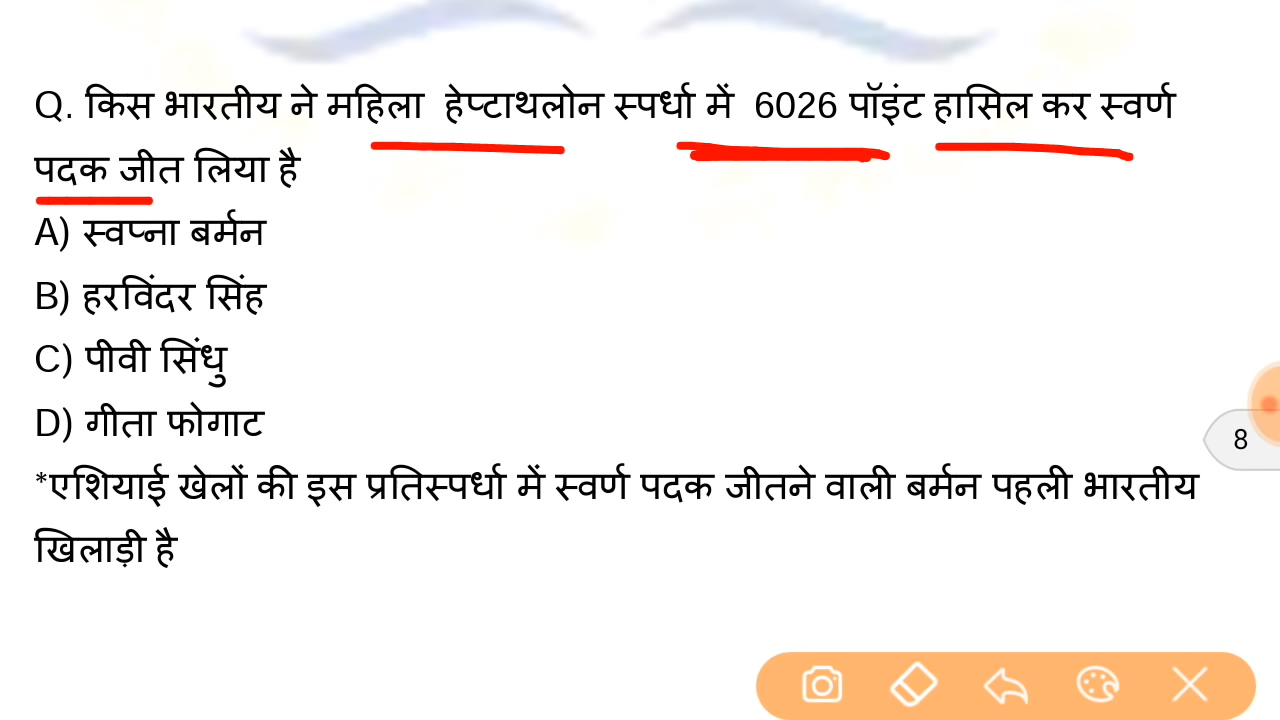 Q. किस भारतीय ने महिला हेप्टाथलोन स्पर्धा में 6026 पॉइंट हासिल कर स्वर्ण
पदक जीत लिया है
A) स्वप्ना बर्मन
B) हरविंदर सिंह
C) पीवी सिंधु
D) गीता फोगाट
*एशियाई खेलों की इस प्रतिस्पर्धा में स्वर्ण पदक जीतने वाली बर्मन पहली भारतीय
खिलाड़ी है
8